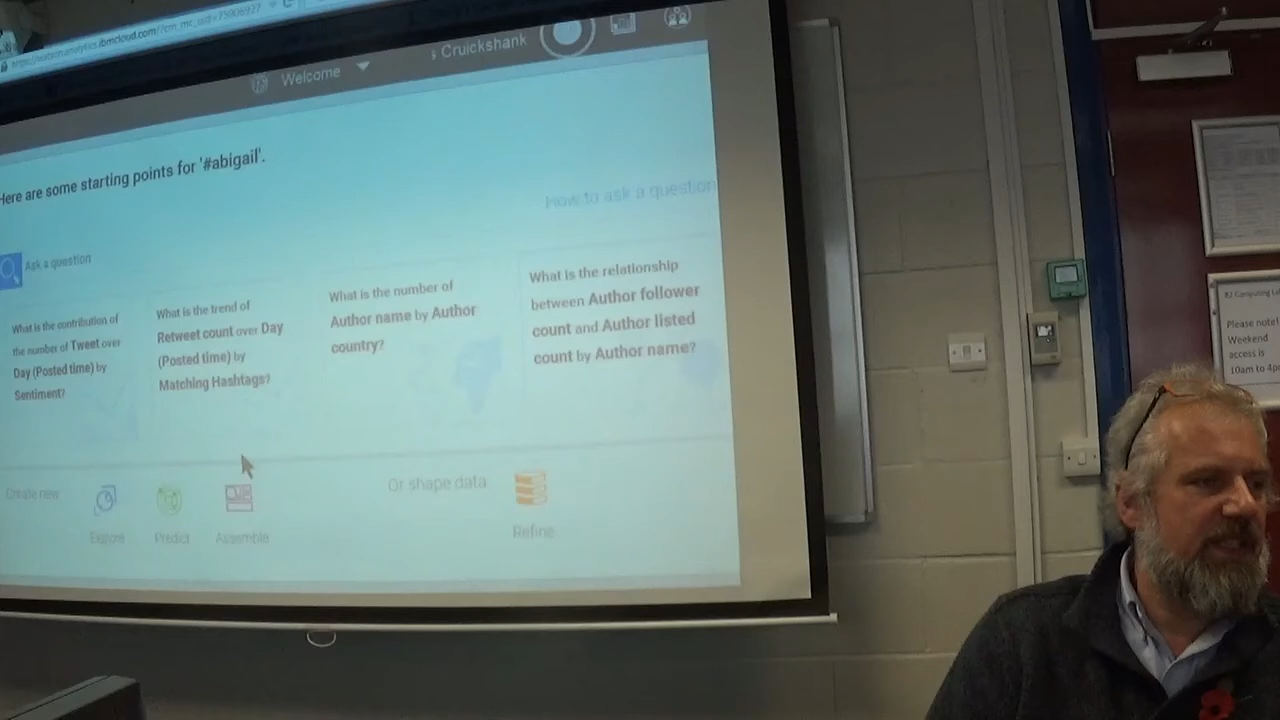 Welcome
Cruickshank
Here are some starting points for '#abigail'.
How to ask a question
Ask a question
What is the contribution of
the number of Tweet over
Day (Posted time) by
Sentiment?
What is the trend of
Retweet count over Day
(Posted time) by
Matching Hashtags?
What is the number of
Author name by Author
country?
What is the relationship
between Author follower
count and Author listed
count by Author name?
Create new
Explore
Predict
Assemble
Or shape data
Refine
Please note!
Weekend
access is
10am to 4pm